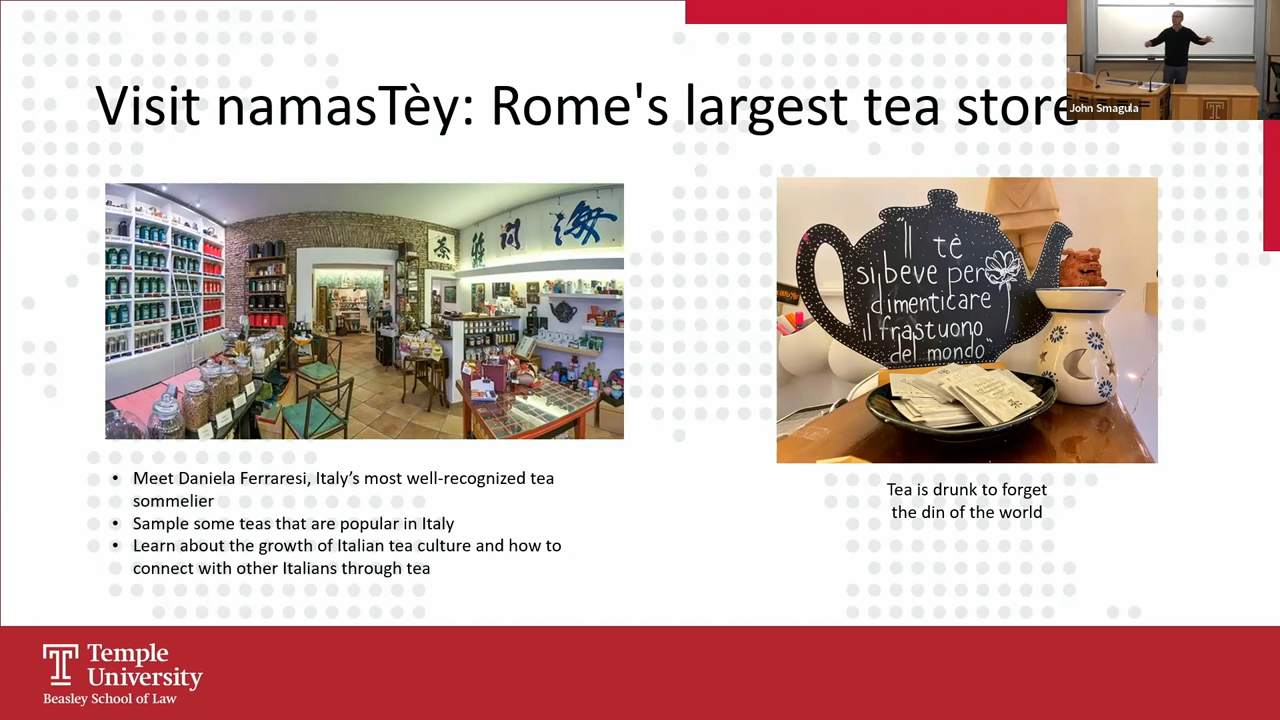 John Smagula
Visit namasTèy: Rome's largest tea store
茶
海
"Il tè
si beve per
dimenticare
il frastuono
del mondo"
• Meet Daniela Ferraresi, Italy's most well-recognized tea
sommelier
• Sample some teas that are popular in Italy
• Learn about the growth of Italian tea culture and how to
connect with other Italians through tea
Tea is drunk to forget
the din of the world
Temple
University
Beasley School of Law